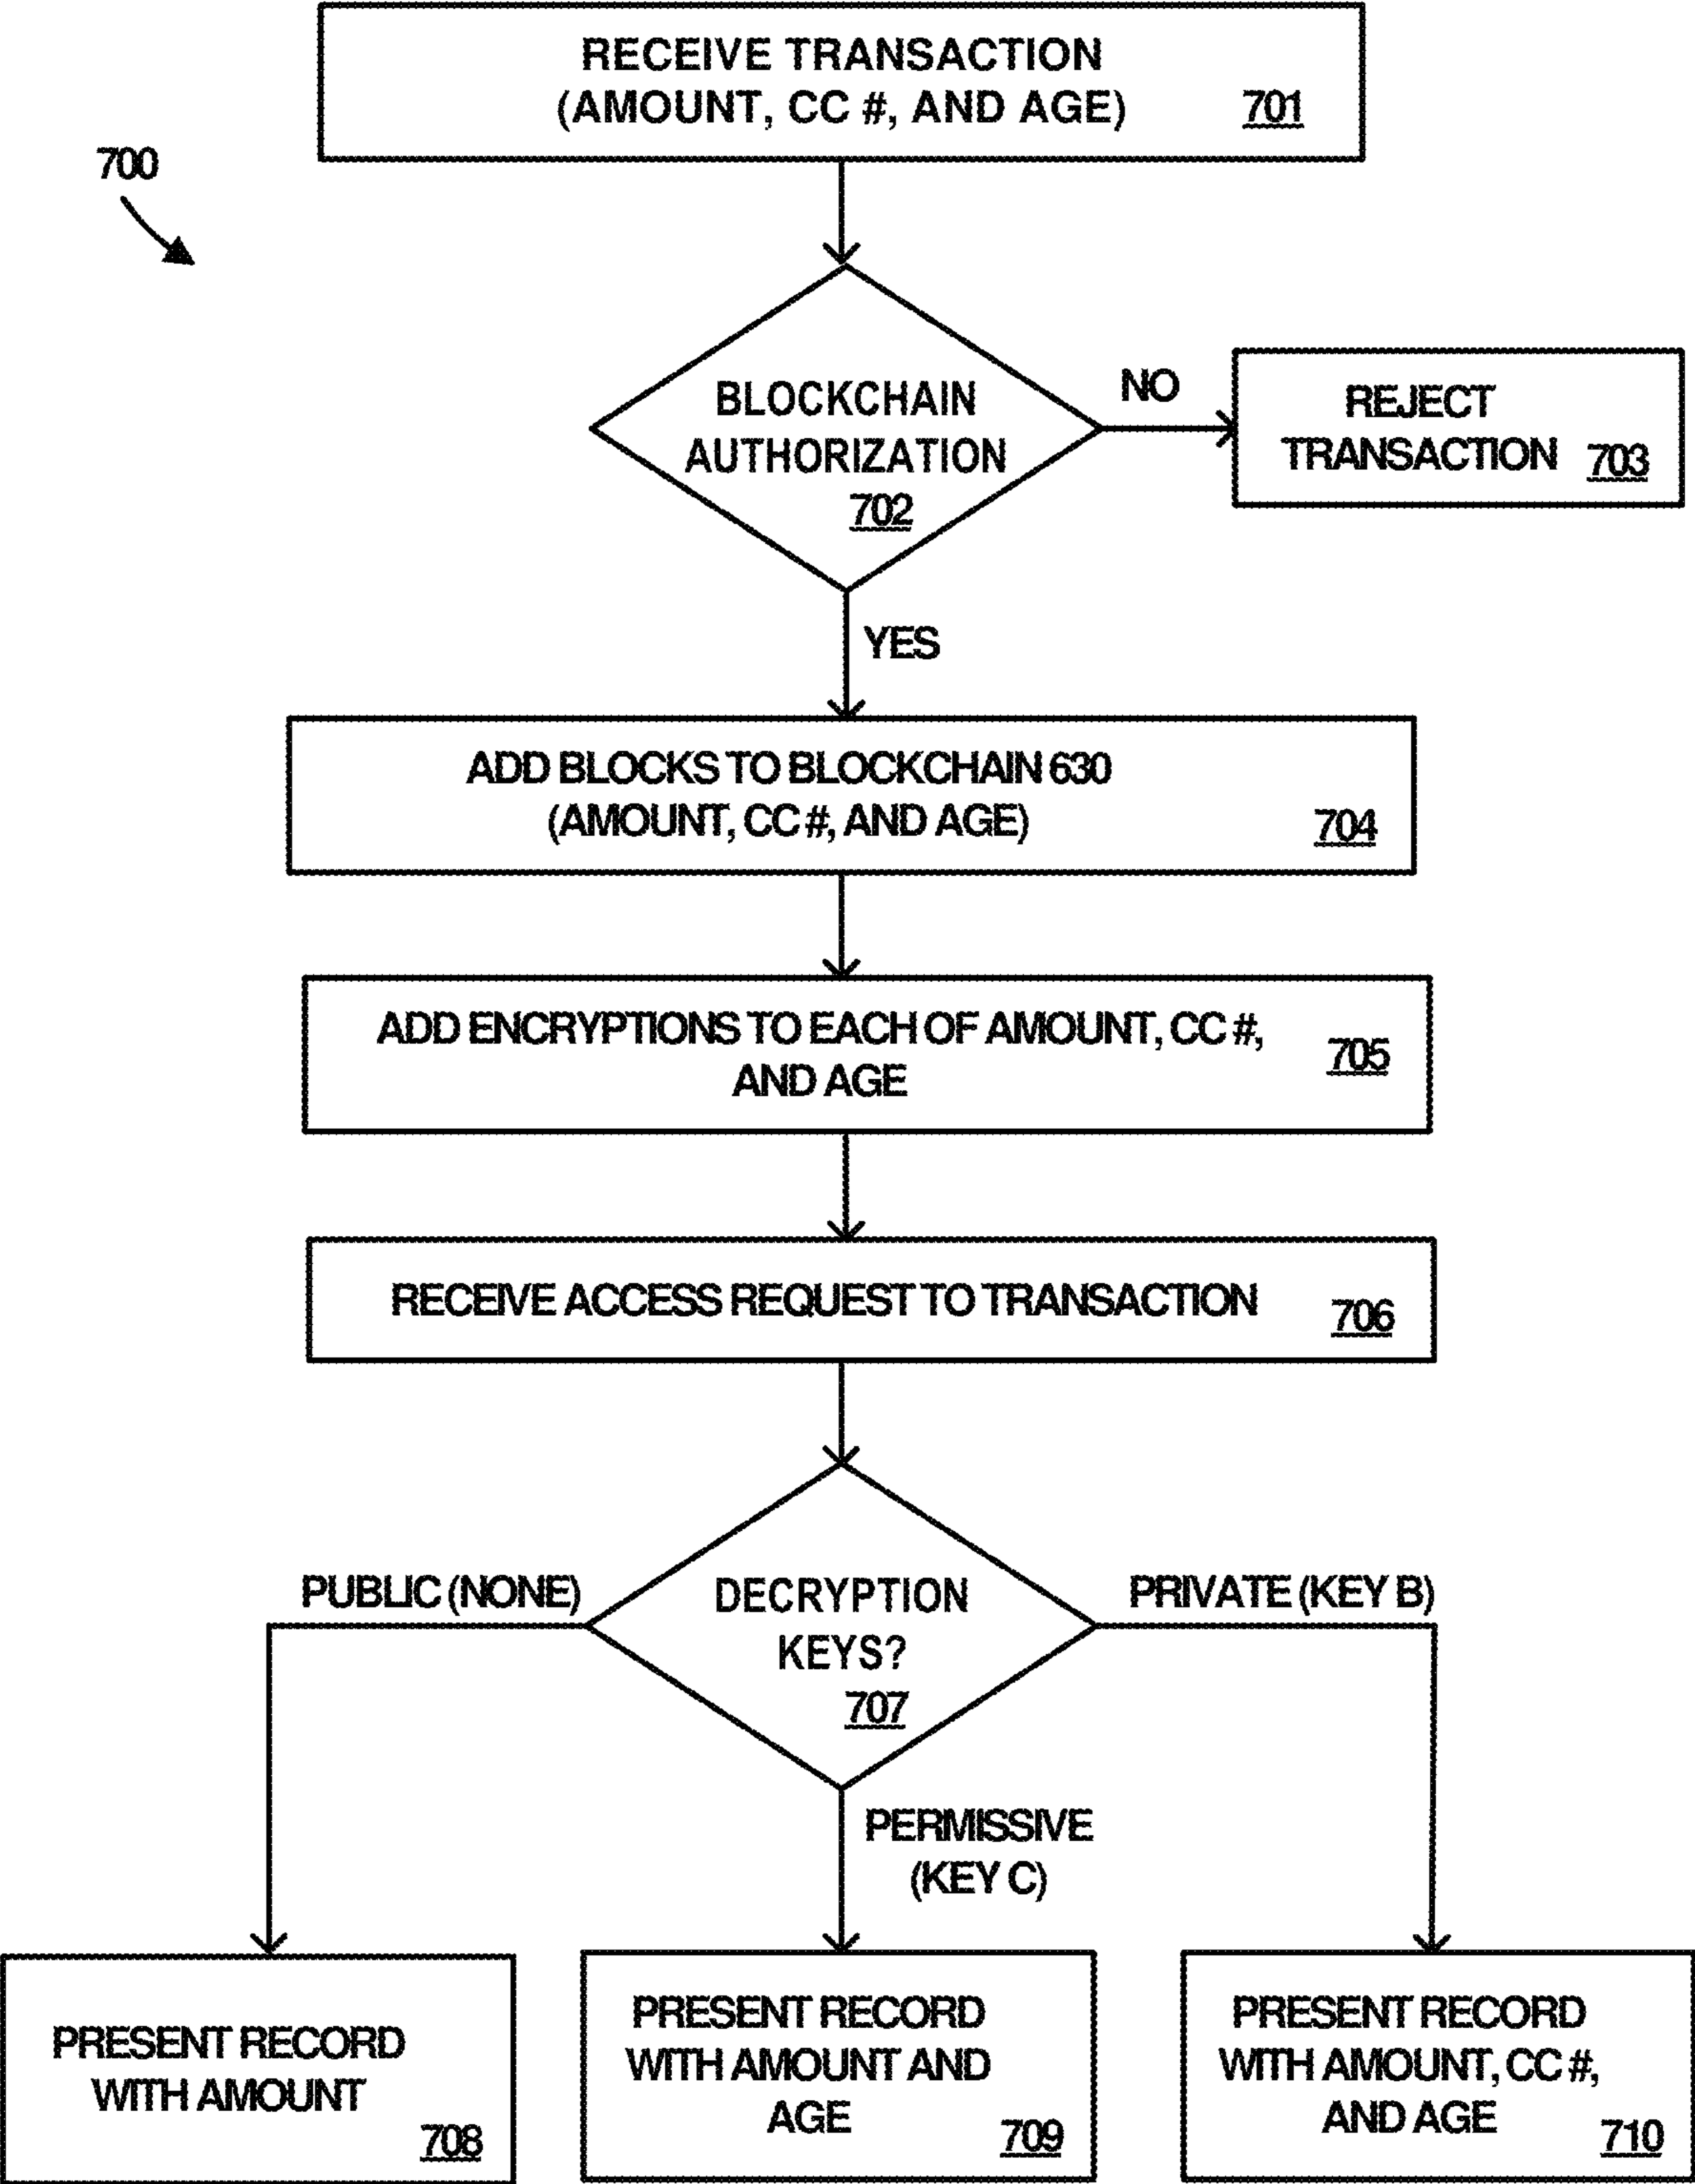 RECEIVE TRANSACTION
(AMOUNT, CC #, AND AGE)
701
700
BLOCKCHAIN
AUTHORIZATION
702
NO
REJECT
TRANSACTION
703
YES
ADD BLOCKS TO BLOCKCHAIN 630
(AMOUNT, CC #, AND AGE)
704
ADD ENCRYPTIONS TO EACH OF AMOUNT, CC #,
AND AGE
705
RECEIVE ACCESS REQUEST TO TRANSACTION
706
PUBLIC (NONE)
DECRYPTION
KEYS?
707
PRIVATE (KEY B)
PERMISSIVE
(KEY C)
PRESENT RECORD
WITH AMOUNT
708
PRESENT RECORD
WITH AMOUNT AND
AGE
709
PRESENT RECORD
WITH AMOUNT, CC #,
AND AGE
710